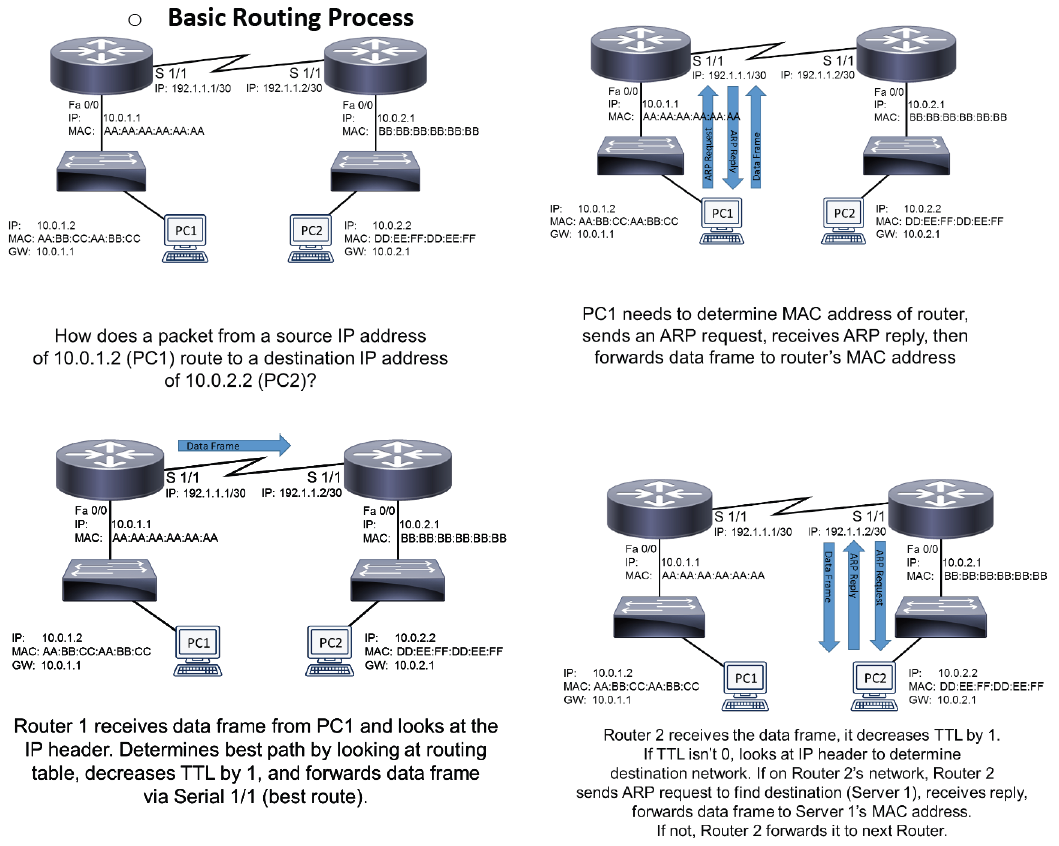 ○ Basic Routing Process
S 1/1
S 1/1
IP: 192.1.1.1/30
IP: 192.1.1.2/30
Fa 0/0
IP: 10.0.1.1
MAC: AA:AA:AA:AA:AA:AA
Fa0/0
IP: 10.0.2.1
MAC: BB:BB:BB:BB:BB:BB
IP: 10.0.1.2
MAC: AA:BB:CC:AA:BB:CC
GW: 10.0.1.1
PC1
PC2
IP: 10.0.2.2
MAC: DD:EE:FF:DD:EE:FF
GW: 10.0.2.1
How does a packet from a source IP address
of 10.0.1.2 (PC1) route to a destination IP address
of 10.0.2.2 (PC2)?
S 1/1
S 1/1
IP: 192.1.1.1/30
IP: 192.1.1.2/30
Fa 0/0
IP: 10.0.1.1
MAC: AA:AA:AA:AA:AA:AA
Fa0/0
IP: 10.0.2.1
MAC: BB:BB:BB:BB:BB:BB
ARP Request
ARP Reply
Data Frame
IP: 10.0.1.2
MAC: AA:BB:CC:AA:BB:CC
GW: 10.0.1.1
PC1
PC2
IP: 10.0.2.2
MAC: DD:EE:FF:DD:EE:FF
GW: 10.0.2.1
PC1 needs to determine MAC address of router,
sends an ARP request, receives ARP reply, then
forwards data frame to router's MAC address
Data Frame
S 1/1
S 1/1
IP: 192.1.1.1/30
IP: 192.1.1.2/30
Fa 0/0
IP: 10.0.1.1
MAC: AA:AA:AA:AA:AA:AA
Fa0/0
IP: 10.0.2.1
MAC: BB:BB:BB:BB:BB:BB
IP: 10.0.1.2
MAC: AA:BB:CC:AA:BB:CC
GW: 10.0.1.1
PC1
PC2
IP: 10.0.2.2
MAC: DD:EE:FF:DD:EE:FF
GW: 10.0.2.1
Router 1 receives data frame from PC1 and looks at the
IP header. Determines best path by looking at routing
table, decreases TTL by 1, and forwards data frame
via Serial 1/1 (best route).
S 1/1
S 1/1
IP: 192.1.1.1/30
IP: 192.1.1.2/30
Fa 0/0
IP: 10.0.1.1
MAC: AA:AA:AA:AA:AA:AA
Fa0/0
IP: 10.0.2.1
MAC: BB:BB:BB:BB:BB:BB
Data Frame
ARP Reply
ARP Request
IP: 10.0.1.2
MAC: AA:BB:CC:AA:BB:CC
GW: 10.0.1.1
PC1
PC2
IP: 10.0.2.2
MAC: DD:EE:FF:DD:EE:FF
GW: 10.0.2.1
Router 2 receives the data frame, it decreases TTL by 1.
If TTL isn't 0, looks at IP header to determine
destination network. If on Router 2's network, Router 2
sends ARP request to find destination (Server 1), receives reply,
forwards data frame to Server 1's MAC address.
If not, Router 2 forwards it to next Router.